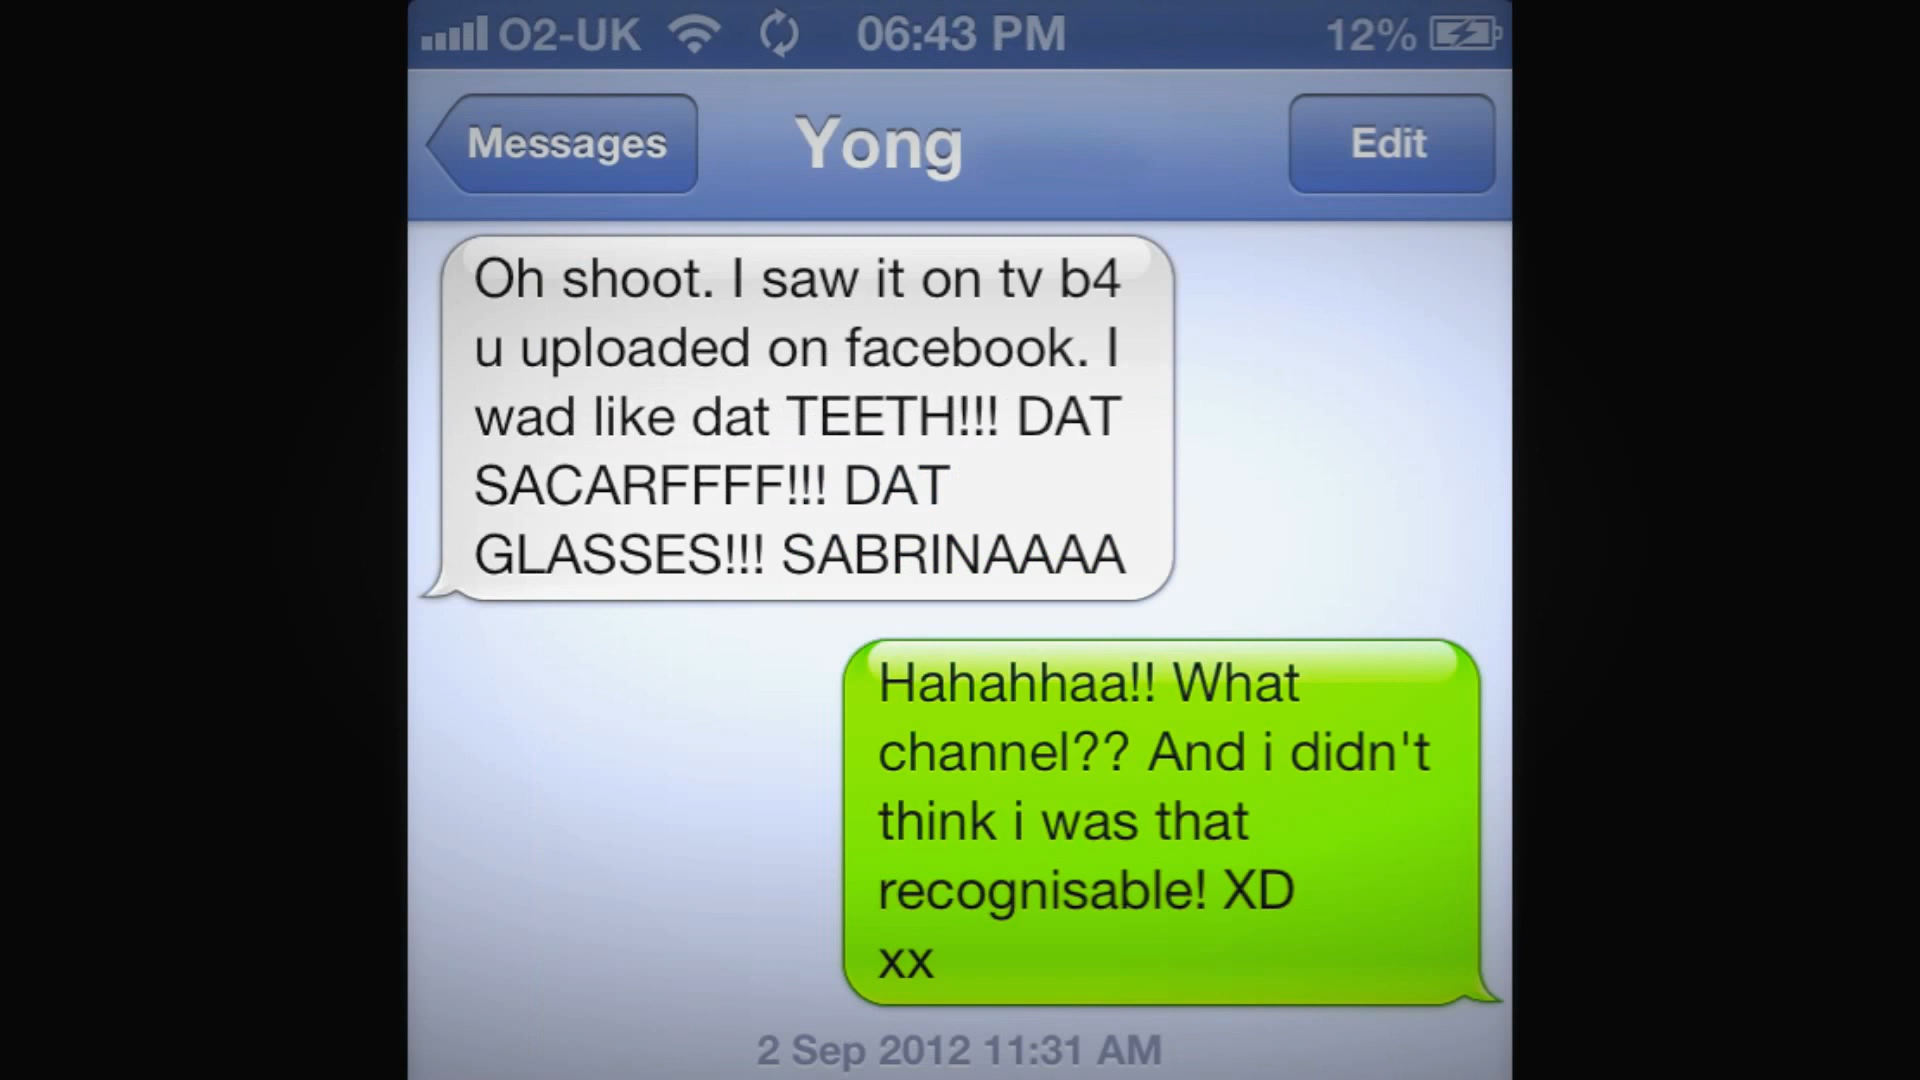 O2-UK 06:43 PM 12%
Messages Yong Edit
Oh shoot. I saw it on tv b4
u uploaded on facebook. I
wad like dat TEETH!!! DAT
SACARFFFF!!! DAT
GLASSES!!! SABRINAAAA
Hahahhaa!! What
channel?? And i didn't
think i was that
recognisable! XD
xx
2 Sep 2012 11:31 AM